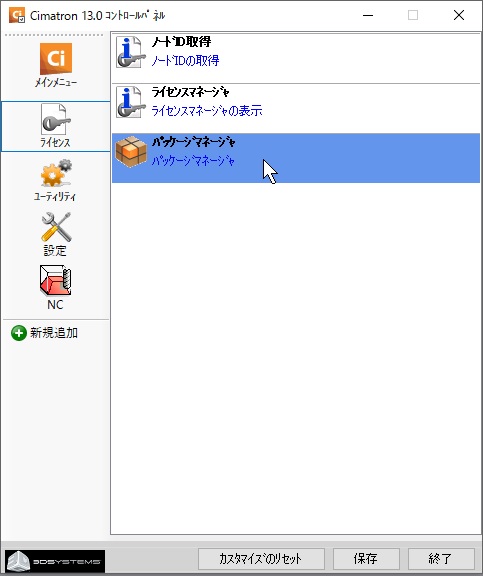 Ci Cimatron 13.0 ｺﾝﾄﾛｰﾙﾊﾟﾈﾙ
Ci
ﾒｲﾝﾒﾆｭｰ
ﾗｲｾﾝｽ
ﾕｰﾃｨﾘﾃｨ
設定
NC
新規追加
ﾉｰﾄﾞID取得
ﾉｰﾄﾞIDの取得
ﾗｲｾﾝｽﾏﾈｰｼﾞｬ
ﾗｲｾﾝｽﾏﾈｰｼﾞｬの表示
ﾊﾟｯｹｰｼﾞﾏﾈｰｼﾞｬ
ﾊﾟｯｹｰｼﾞﾏﾈｰｼﾞｬ
3DSYSTEMS
ｶｽﾀﾏｲｽﾞのﾘｾｯﾄ
保存
終了